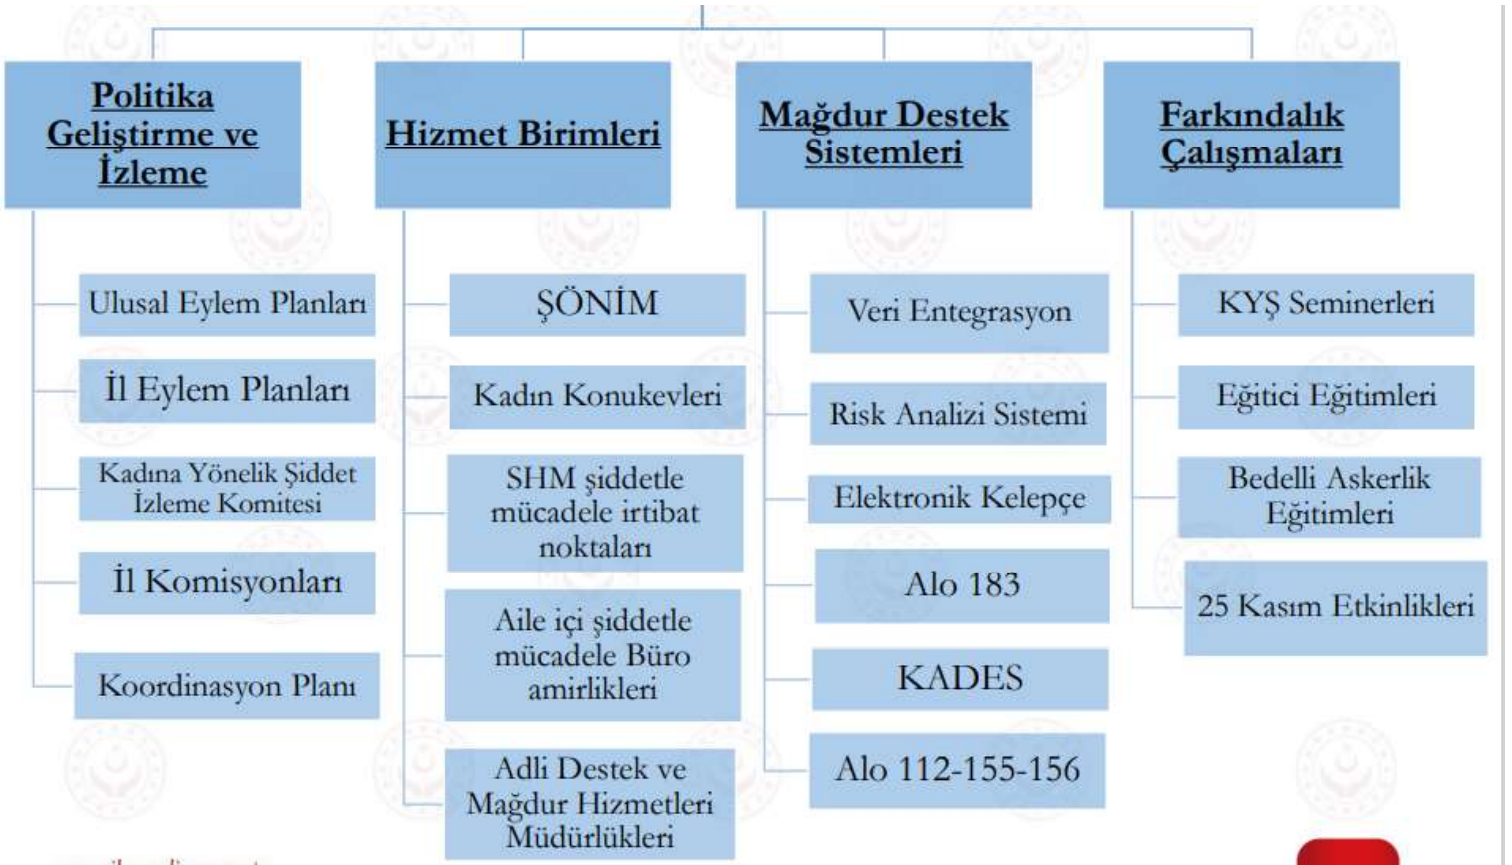 Politika
Geliştirme ve
İzleme
Ulusal Eylem Planları
İl Eylem Planları
Kadına Yönelik Şiddet
İzleme Komitesi
İl Komisyonları
Koordinasyon Planı
Hizmet Birimleri
ŞÖNİM
Kadın Konukevleri
SHM şiddetle
mücadele irtibat
noktaları
Aile içi şiddetle
mücadele Büro
amirlikleri
Adli Destek ve
Mağdur Hizmetleri
Müdürlükleri
Mağdur Destek
Sistemleri
Veri Entegrasyon
Risk Analizi Sistemi
Elektronik Kelepçe
Alo 183
KADES
Alo 112-155-156
Farkındalık
Çalışmaları
KYŞ Seminerleri
Eğitici Eğitimleri
Bedelli Askerlik
Eğitimleri
25 Kasım Etkinlikleri